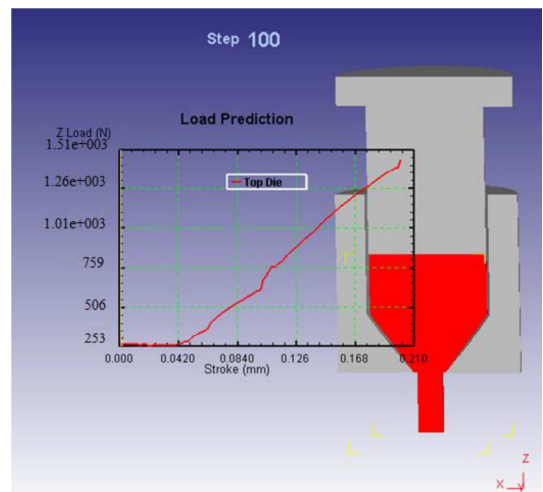 Step 100
Load Prediction
Z Load (N)
1.51e+003
1.26e+003
1.01e+003
759
506
253
Top Die
0.000 0.0420 0.0840 0.126 0.168 0.210
Stroke (mm)
Z
X